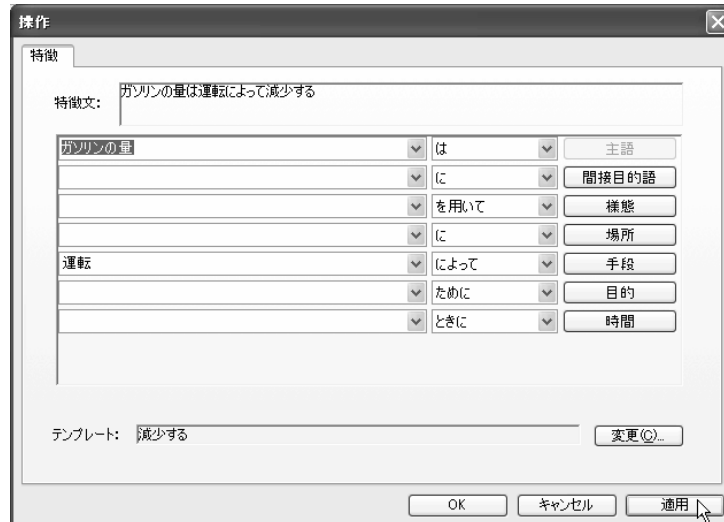 操作
特徴
特徴文: ガソリンの量は運転によって減少する
ガソリンの量 は 主語
に 間接目的語
を用いて 様態
に 場所
運転 によって 手段
ために 目的
ときに 時間
テンプレート: 減少する 変更(C)...
OK キャンセル 適用